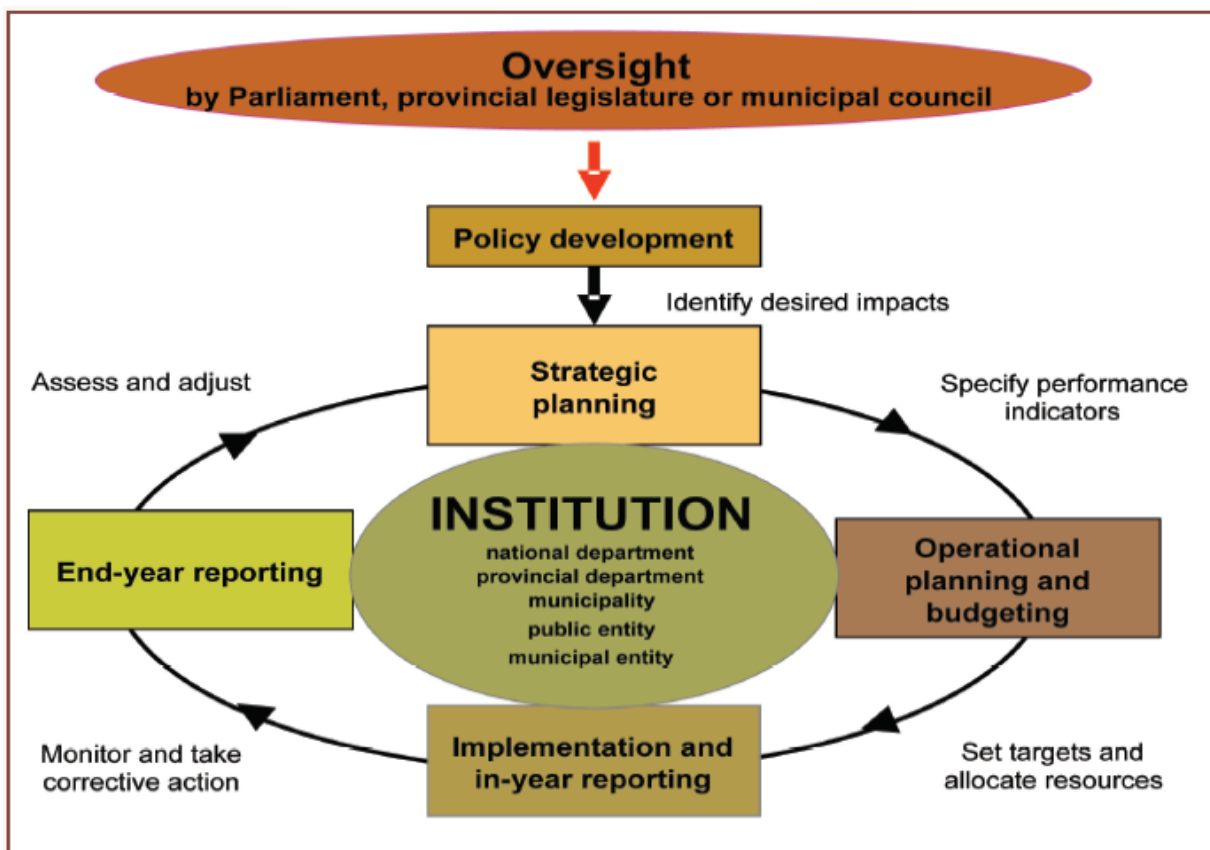 Oversight
by Parliament, provincial legislature or municipal council
Policy development
Identify desired impacts
Strategic
planning
Assess and adjust
Specify performance
indicators
INSTITUTION
national department
provincial department
municipality
public entity
municipal entity
End-year reporting
Operational
planning and
budgeting
Implementation and
in-year reporting
Monitor and take
corrective action
Set targets and
allocate resources